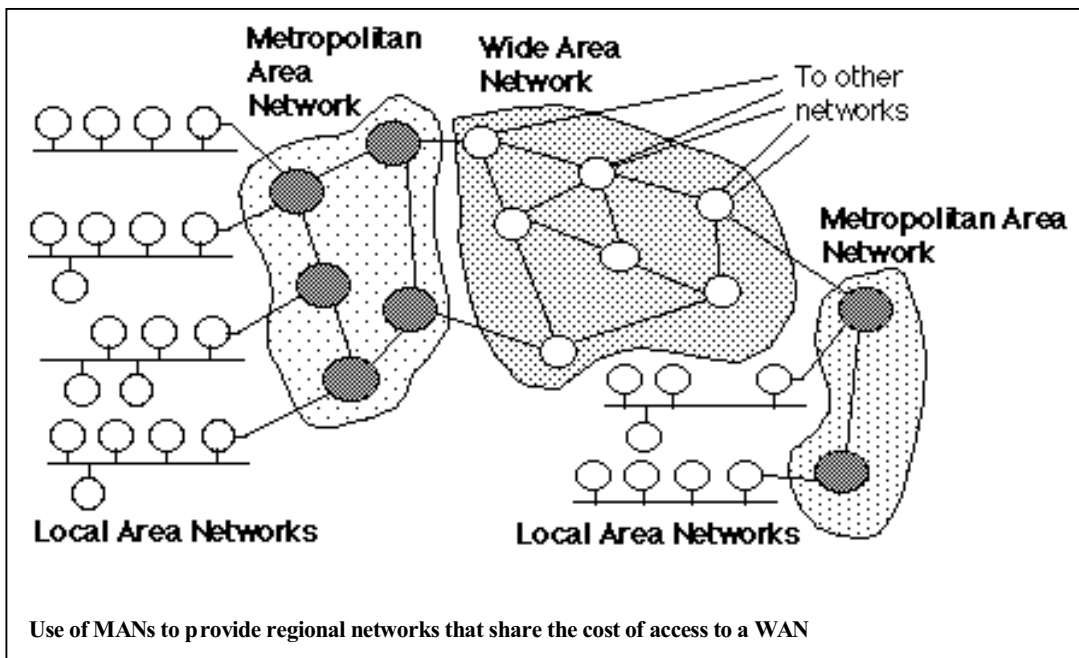 Metropolitan
Area
Network
Wide Area
Network
To other
networks
Metropolitan Area
Network
Local Area Networks
Local Area Networks
Use of MANs to provide regional networks that share the cost of access to a WAN